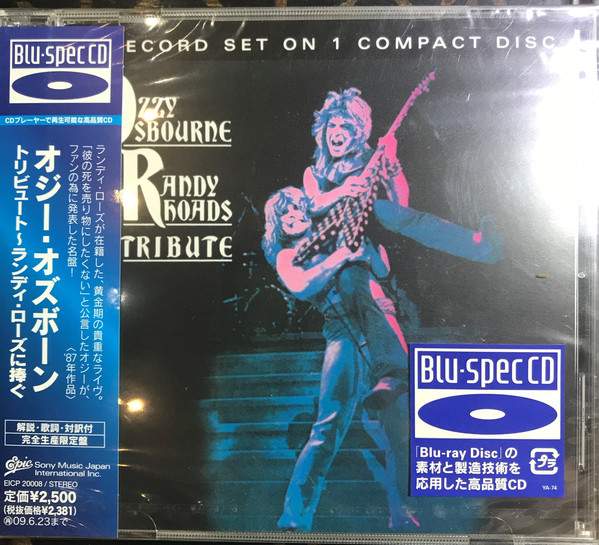 Blu-spec CD
CDプレーヤーで再生可能な高品質CD
オジー・オズボーン
トリビュート〜ランディ・ローズに捧ぐ
ランディ・ローズが在籍した、黄金期の貴重なライヴ。
「彼の死を売り物にしたくない」と公言したオジーが、
ファンの為に発表した名盤!
〈'87年作品〉
解説・歌詞・対訳付
完全生産限定盤
Epic
Sony Music Japan
International Inc.
EICP 20008 / STEREO
定価¥2,500
(税抜価格¥2,381)
再09.6.23まで
ECORD SET ON 1 COMPACT DISC
OZZY
OSBOURNE
RANDY
RHOADS
TRIBUTE
Blu-spec CD
「Blu-ray Disc」の
素材と製造技術を
応用した高品質CD
プラ
YA-74